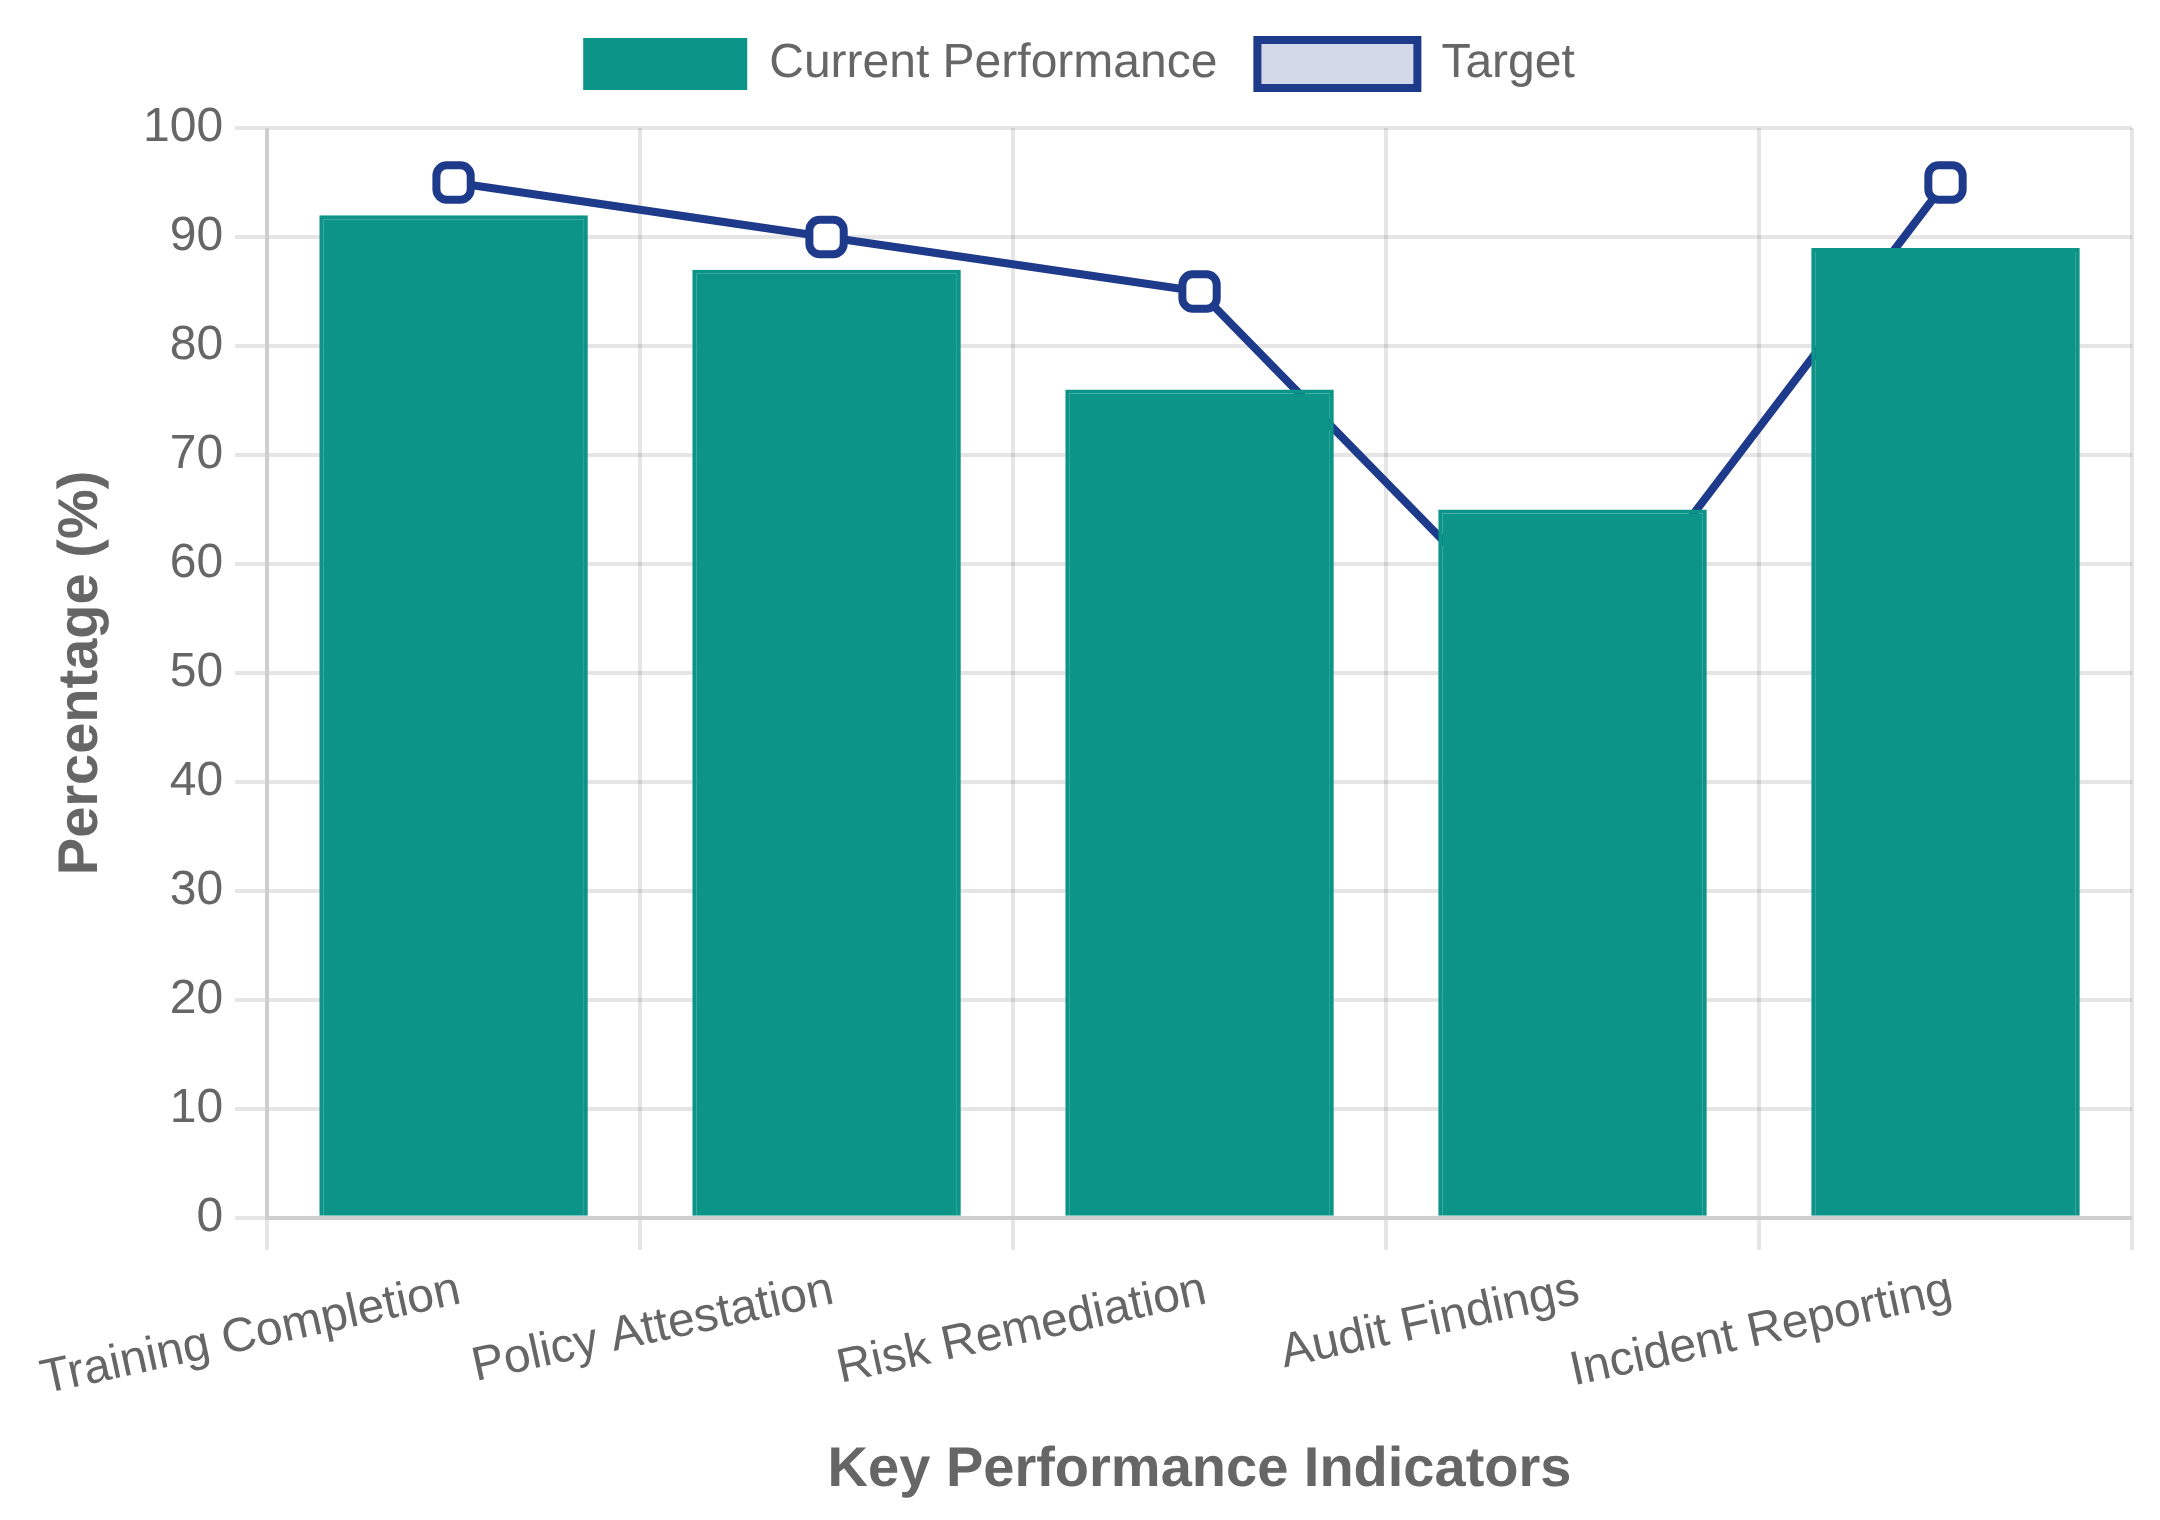 Current Performance Target
100
90
80
70
60
50
40
30
20
10
0
Percentage (%)
Training Completion
Policy Attestation
Risk Remediation
Audit Findings
Incident Reporting
Key Performance Indicators